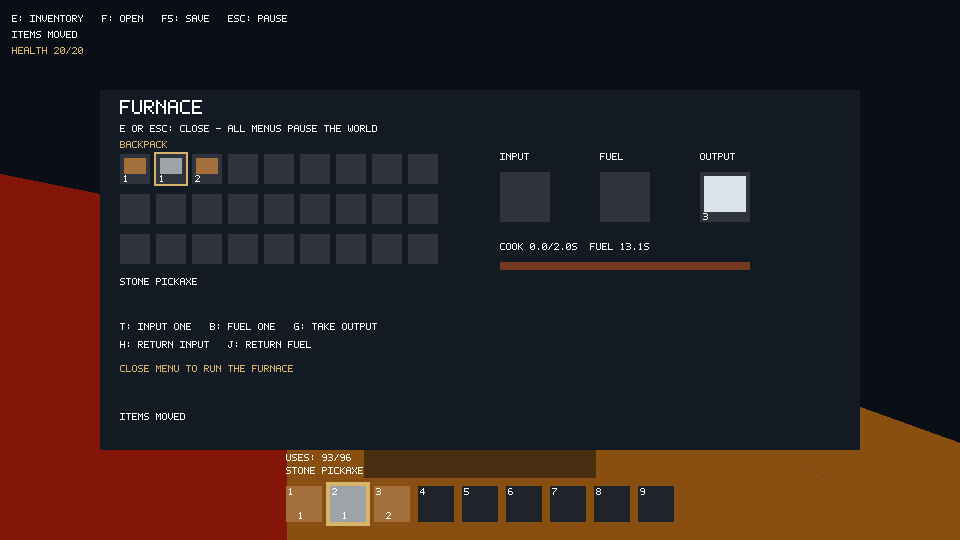 E: INVENTORY F: OPEN F5: SAVE ESC: PAUSE
ITEMS MOVED
HEALTH 20/20
FURNACE
E OR ESC: CLOSE - ALL MENUS PAUSE THE WORLD
BACKPACK
1 1 2
INPUT FUEL OUTPUT
3
COOK 0.0/2.0S FUEL 13.1S
STONE PICKAXE
T: INPUT ONE B: FUEL ONE G: TAKE OUTPUT
H: RETURN INPUT J: RETURN FUEL
CLOSE MENU TO RUN THE FURNACE
ITEMS MOVED
USES: 93/96
STONE PICKAXE
1 2 3 4 5 6 7 8 9
1 1 2